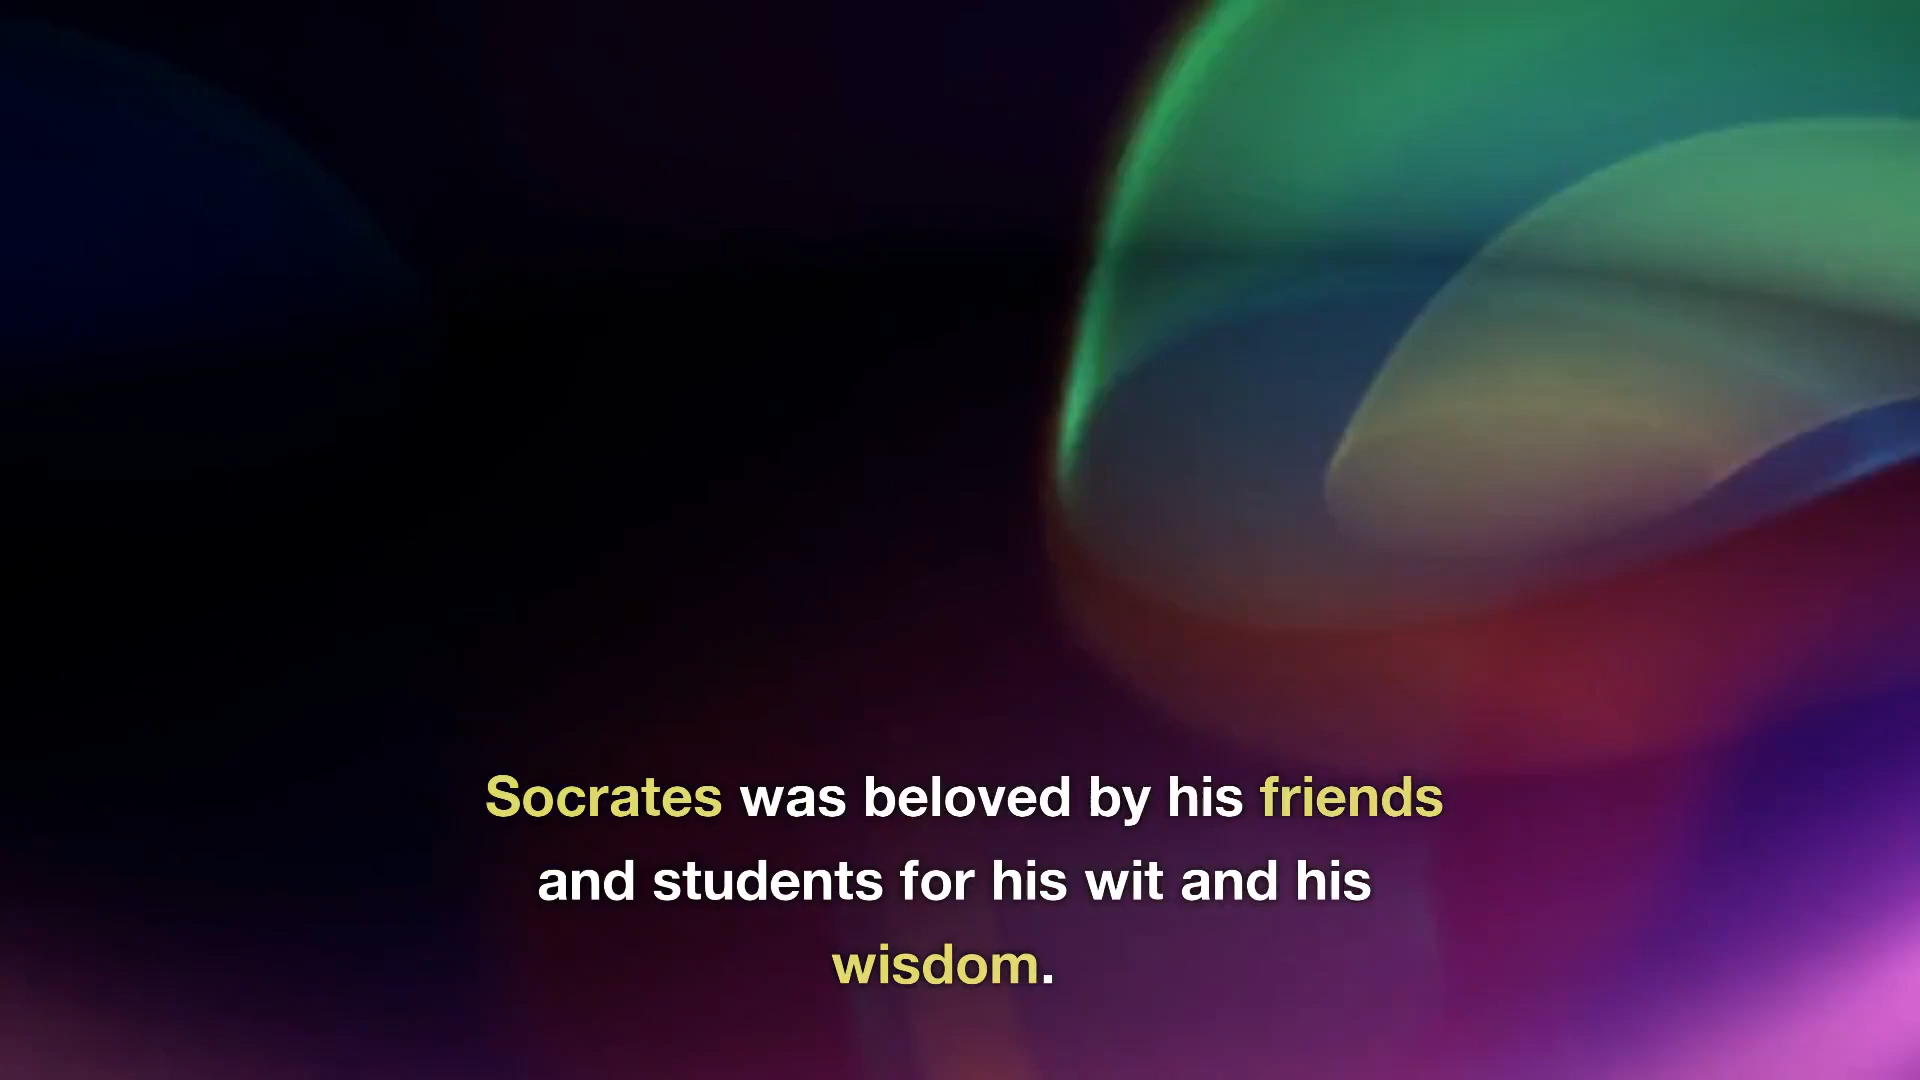 Socrates was beloved by his friends
and students for his wit and his
wisdom.